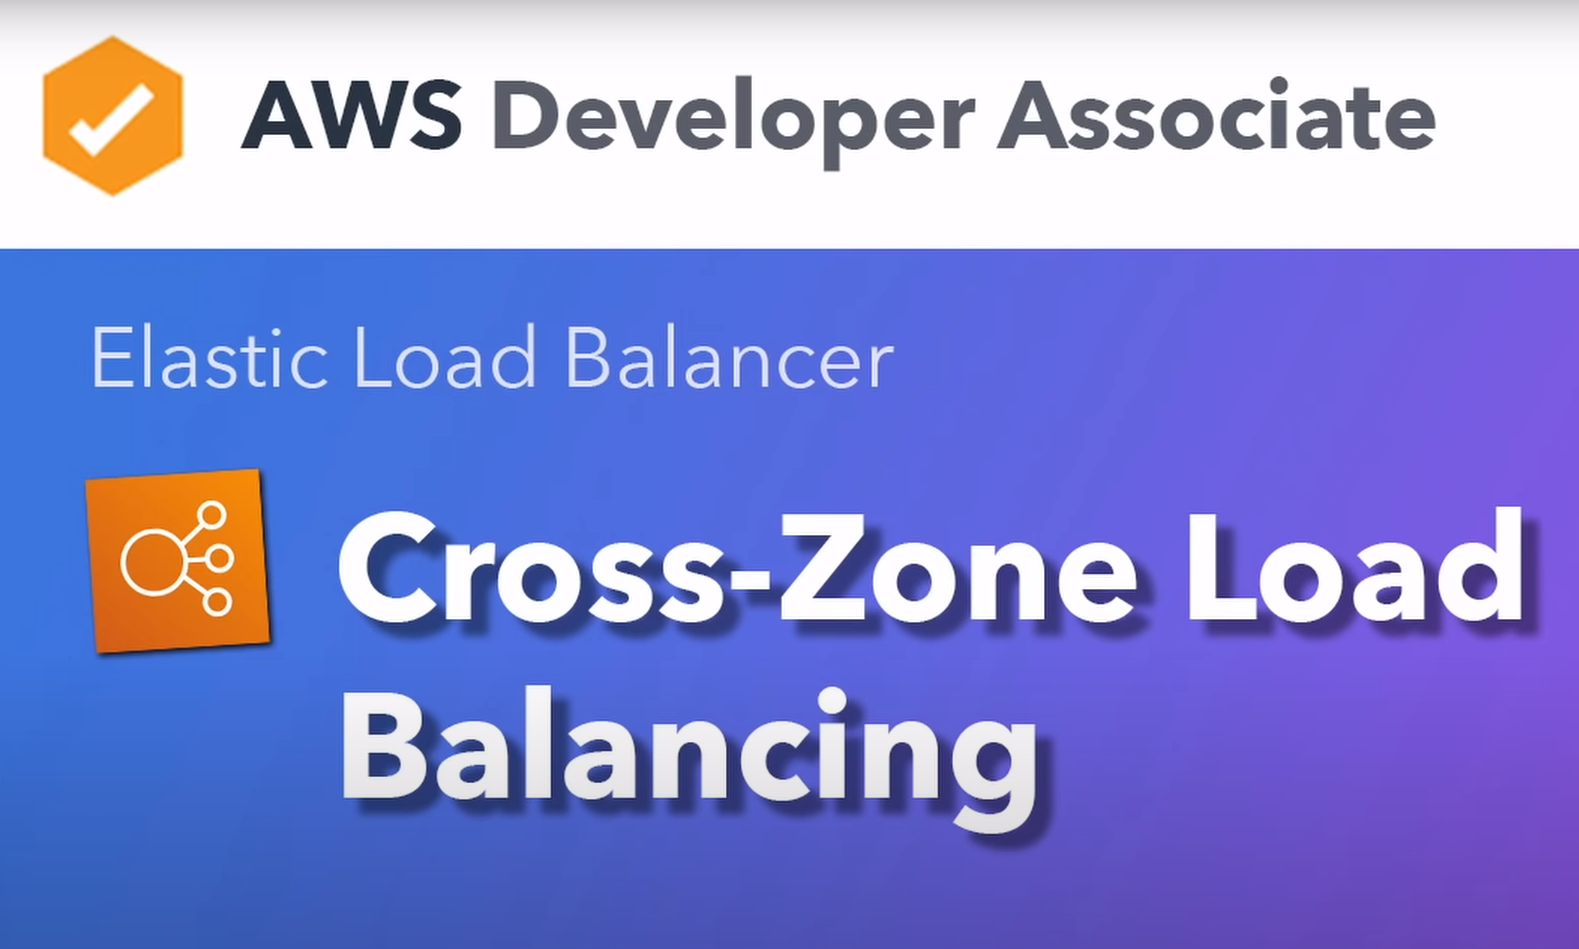 AWS Developer Associate
Elastic Load Balancer
Cross-Zone Load
Balancing